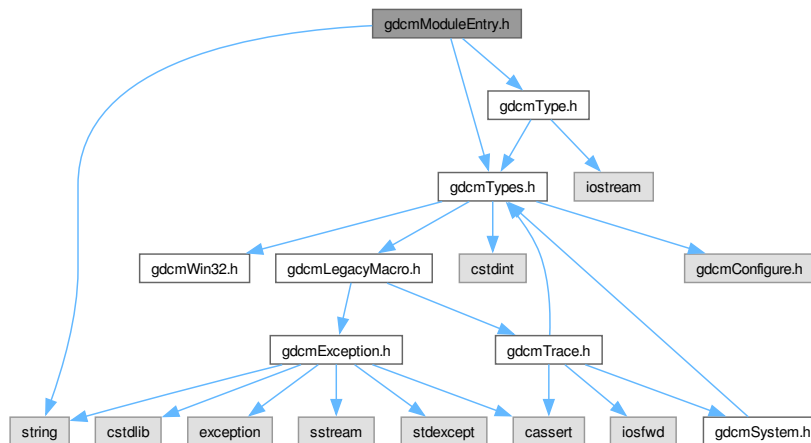 gdcmModuleEntry.h
gdcmType.h
gdcmTypes.h
iostream
gdcmWin32.h
gdcmLegacyMacro.h
cstdint
gdcmConfigure.h
gdcmException.h
gdcmTrace.h
string
cstdlib
exception
sstream
stdexcept
cassert
iosfwd
gdcmSystem.h